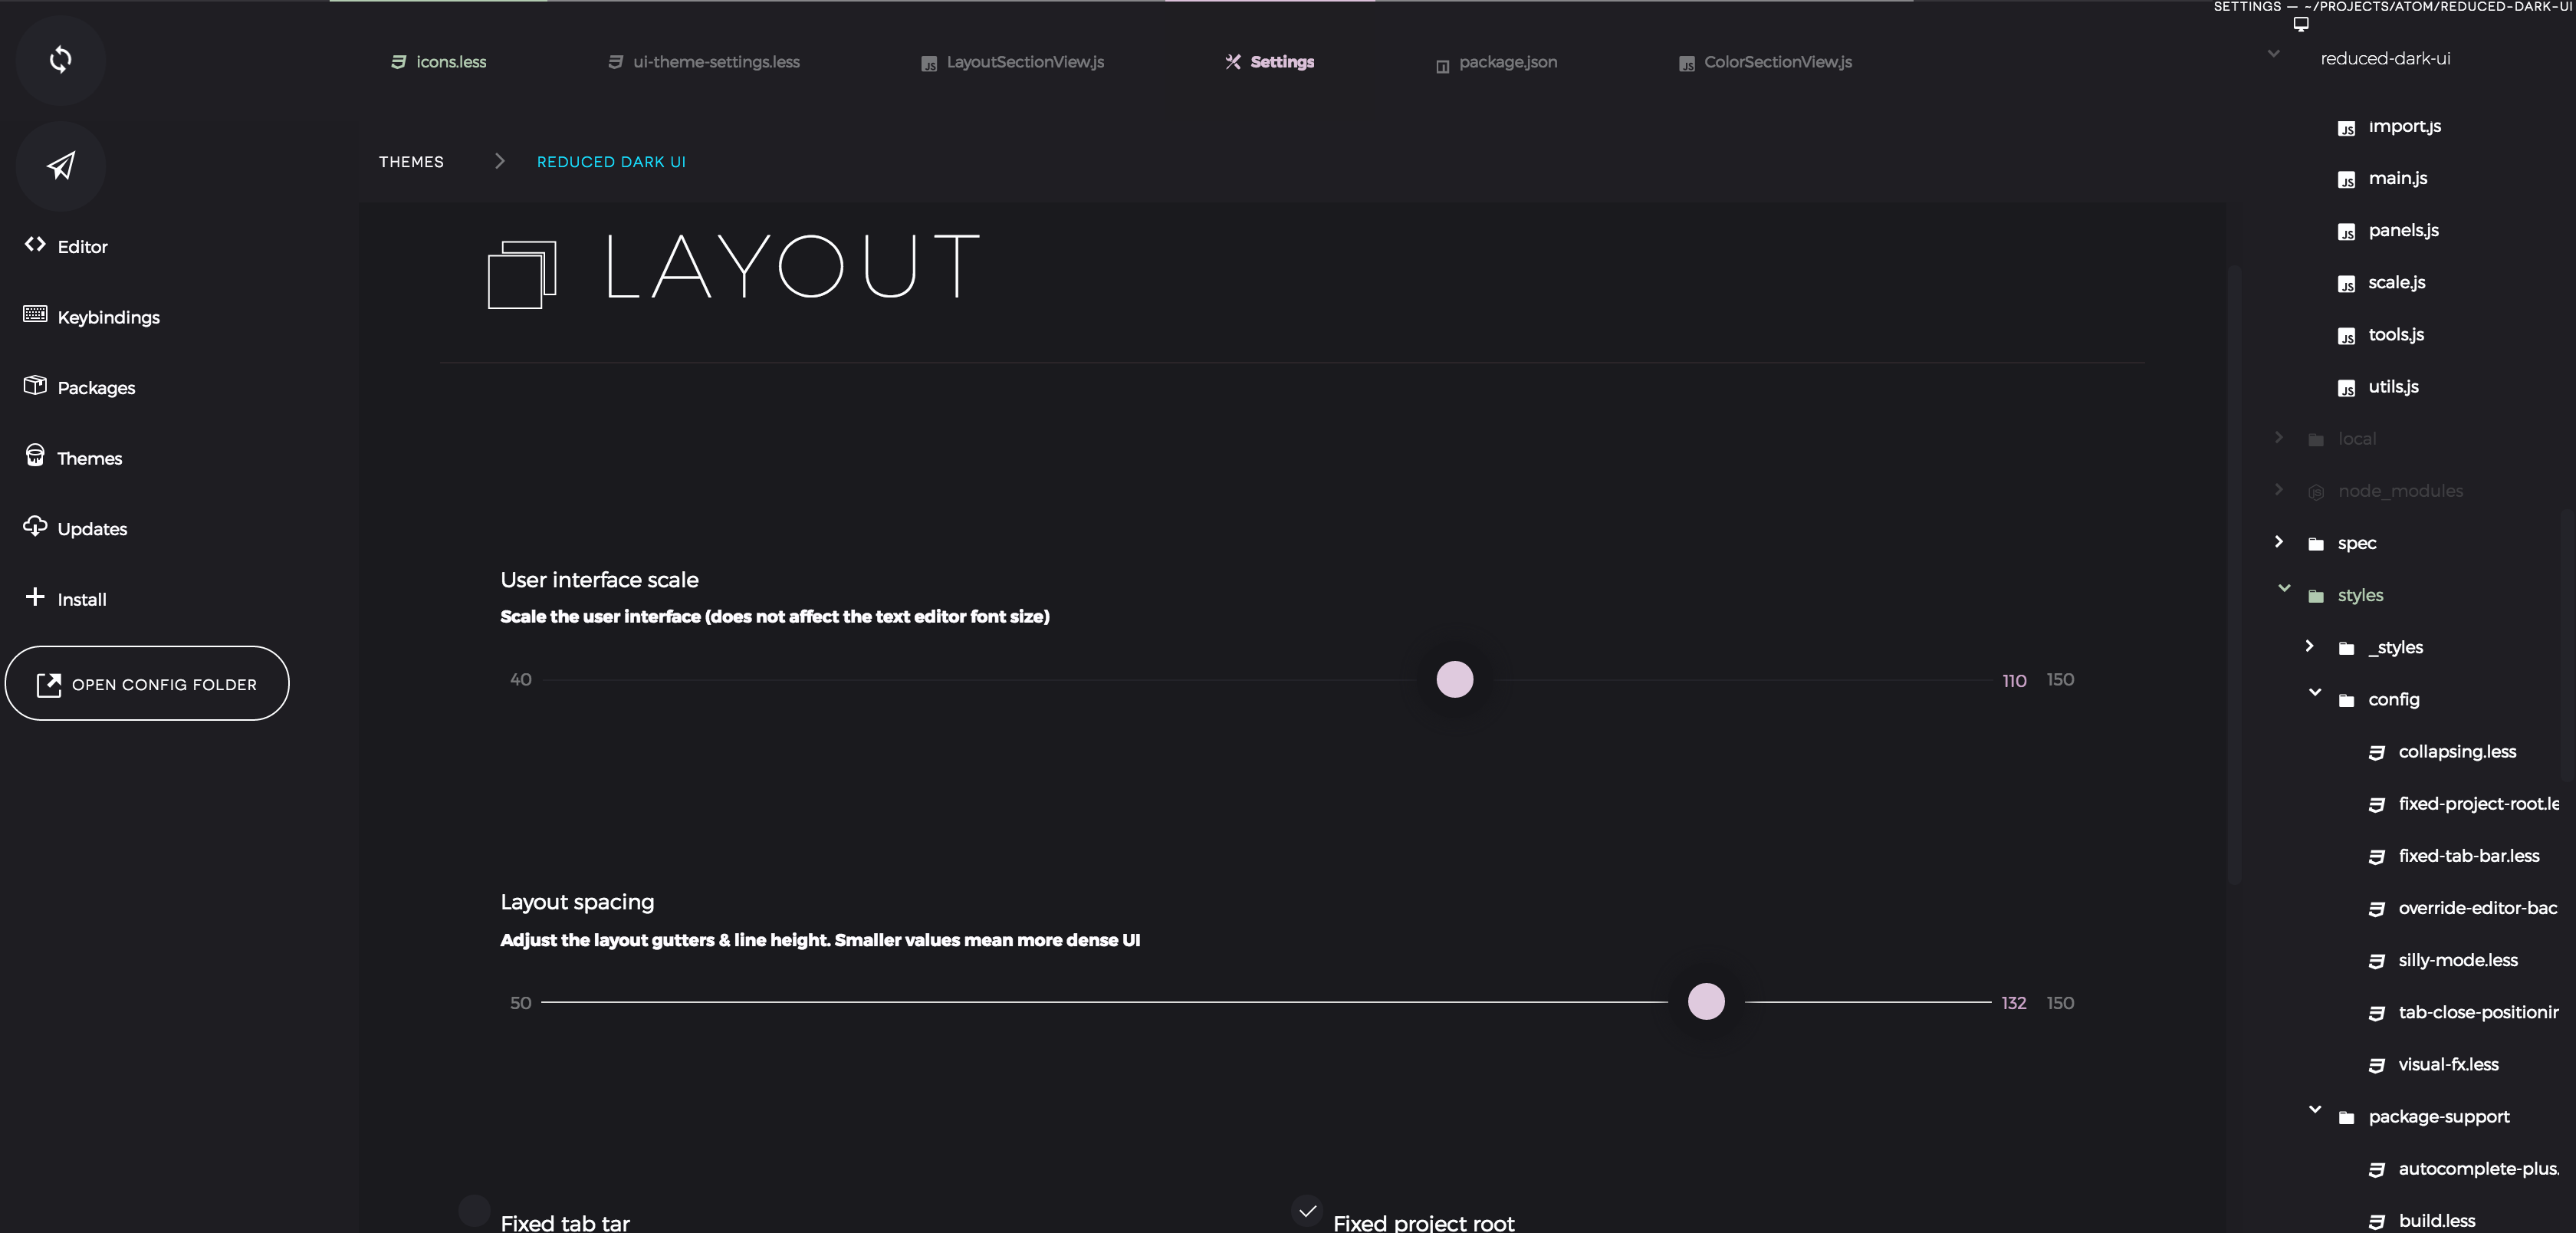 SETTINGS — ~/PROJECTS/ATOM/REDUCED-DARK-UI
icons.less
ui-theme-settings.less
LayoutSectionView.js
Settings
package.json
ColorSectionView.js
THEMES
REDUCED DARK UI
Editor
Keybindings
Packages
Themes
Updates
Install
OPEN CONFIG FOLDER
LAYOUT
User interface scale
Scale the user interface (does not affect the text editor font size)
40 110 150
Layout spacing
Adjust the layout gutters & line height. Smaller values mean more dense UI
50 132 150
Fixed tab tar
Fixed project root
reduced-dark-ui
import.js
main.js
panels.js
scale.js
tools.js
utils.js
local
node_modules
spec
styles
_styles
config
collapsing.less
fixed-project-root.le
fixed-tab-bar.less
override-editor-bac
silly-mode.less
tab-close-positionir
visual-fx.less
package-support
autocomplete-plus.
build.less